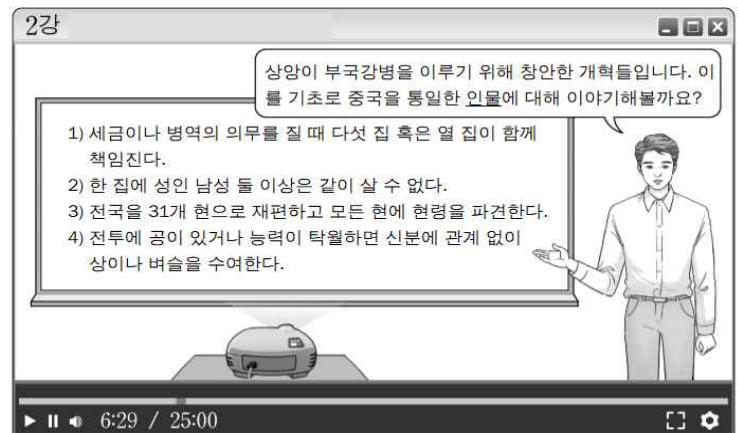 2강
상앙이 부국강병을 이루기 위해 창안한 개혁들입니다. 이
를 기초로 중국을 통일한 인물에 대해 이야기해볼까요?
1) 세금이나 병역의 의무를 질 때 다섯 집 혹은 열 집이 함께
책임진다.
2) 한 집에 성인 남성 둘 이상은 같이 살 수 없다.
3) 전국을 31개 현으로 재편하고 모든 현에 현령을 파견한다.
4) 전투에 공이 있거나 능력이 탁월하면 신분에 관계 없이
상이나 벼슬을 수여한다.
6:29 / 25:00